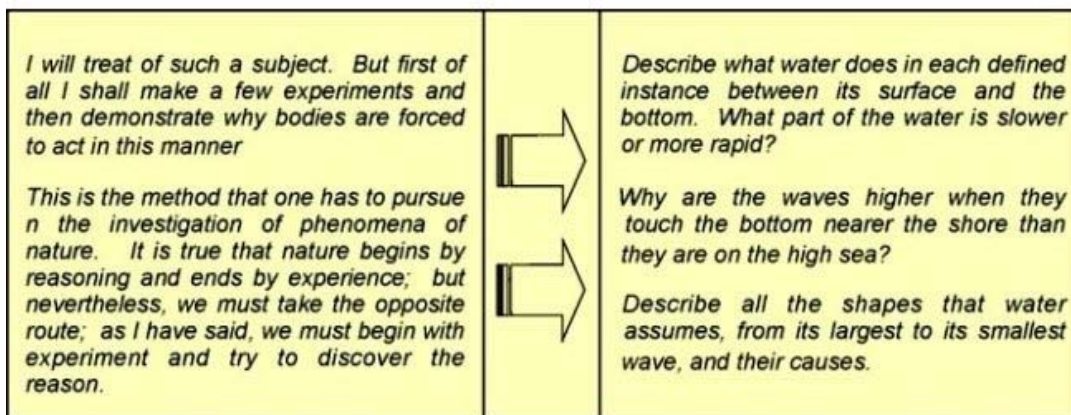 I will treat of such a subject. But first of
all I shall make a few experiments and
then demonstrate why bodies are forced
to act in this manner
This is the method that one has to pursue
n the investigation of phenomena of
nature. It is true that nature begins by
reasoning and ends by experience; but
nevertheless, we must take the opposite
route; as I have said, we must begin with
experiment and try to discover the
reason.
Describe what water does in each defined
instance between its surface and the
bottom. What part of the water is slower
or more rapid?
Why are the waves higher when they
touch the bottom nearer the shore than
they are on the high sea?
Describe all the shapes that water
assumes, from its largest to its smallest
wave, and their causes.